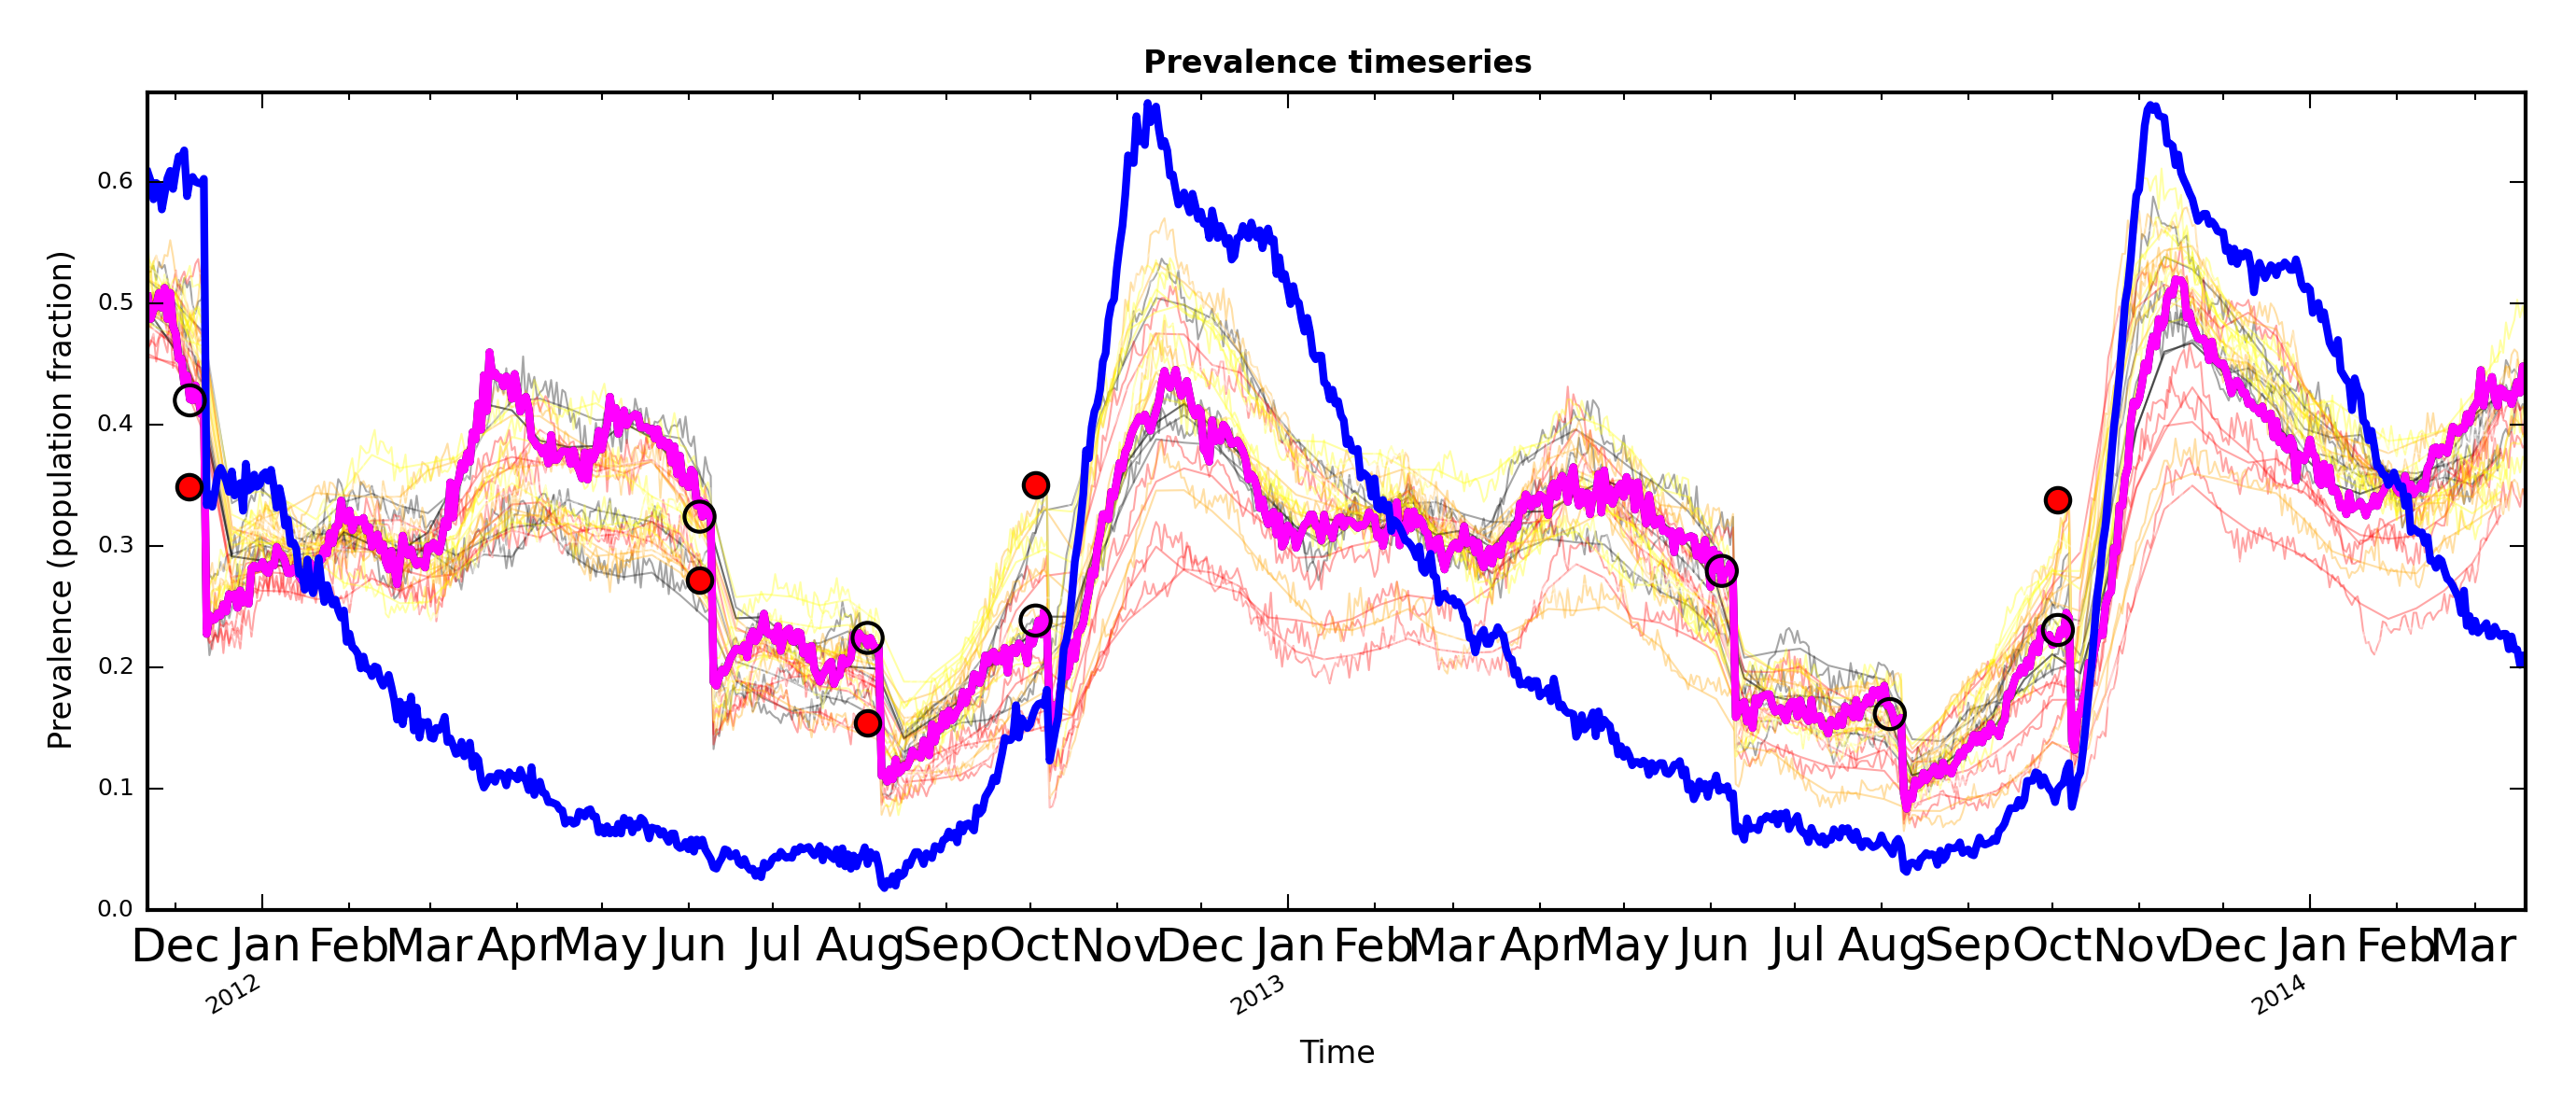 Prevalence timeseries
Prevalence (population fraction)
0.6
0.5
0.4
0.3
0.2
0.1
0.0
Dec Jan Feb Mar Apr May Jun Jul Aug Sep Oct Nov Dec Jan Feb Mar Apr May Jun Jul Aug Sep Oct Nov Dec Jan Feb Mar
2012 2013 2014
Time